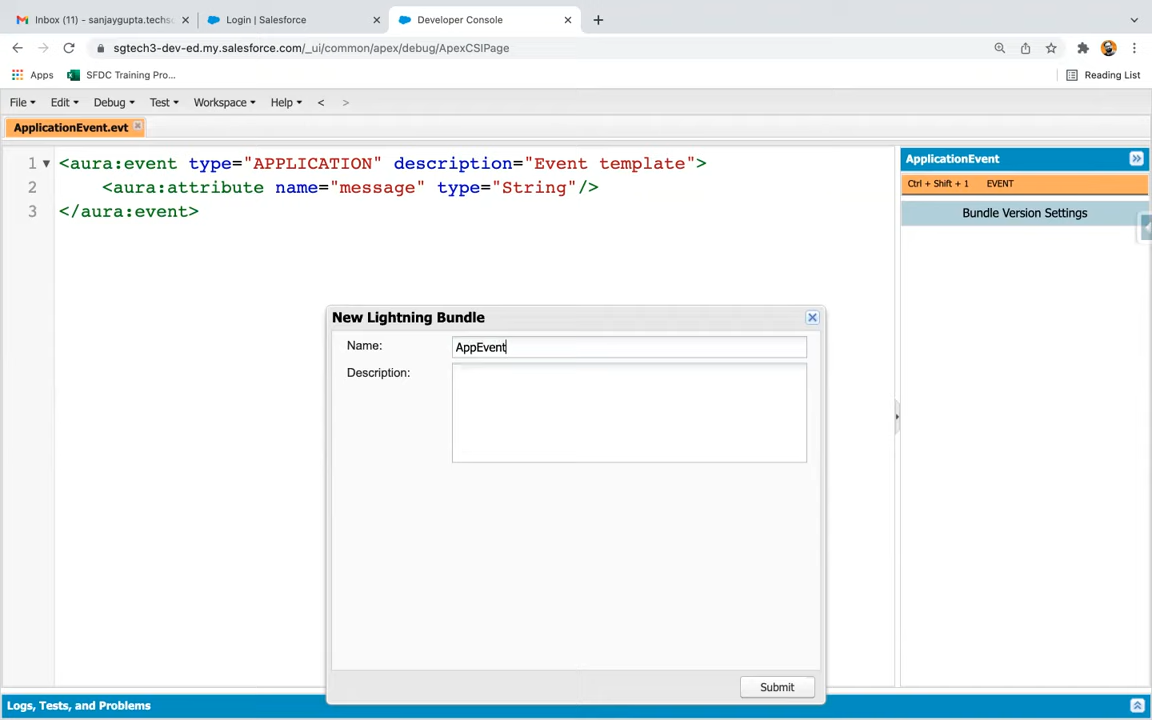 Inbox (11) - sanjaygupta.techsc
Login | Salesforce
Developer Console
sgtech3-dev-ed.my.salesforce.com/_ui/common/apex/debug/ApexCSIPage
Apps
SFDC Training Pro...
Reading List
File
Edit
Debug
Test
Workspace
Help
<
>
ApplicationEvent.evt
1 <aura:event type="APPLICATION" description="Event template">
2 <aura:attribute name="message" type="String"/>
3 </aura:event>
ApplicationEvent
Ctrl + Shift + 1 EVENT
Bundle Version Settings
New Lightning Bundle
Name: AppEvent
Description:
Submit
Logs, Tests, and Problems